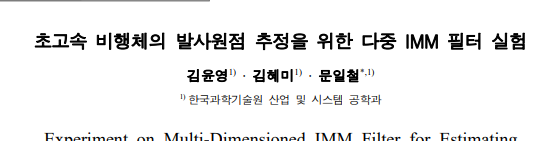 초고속 비행체의 발사원점 추정을 위한 다중 IMM 필터 실험
김윤영1) · 김혜미1) · 문일철*,1)
1) 한국과학기술원 산업 및 시스템 공학과
Experiment on Multi-Dimensioned IMM Filter for Estimating